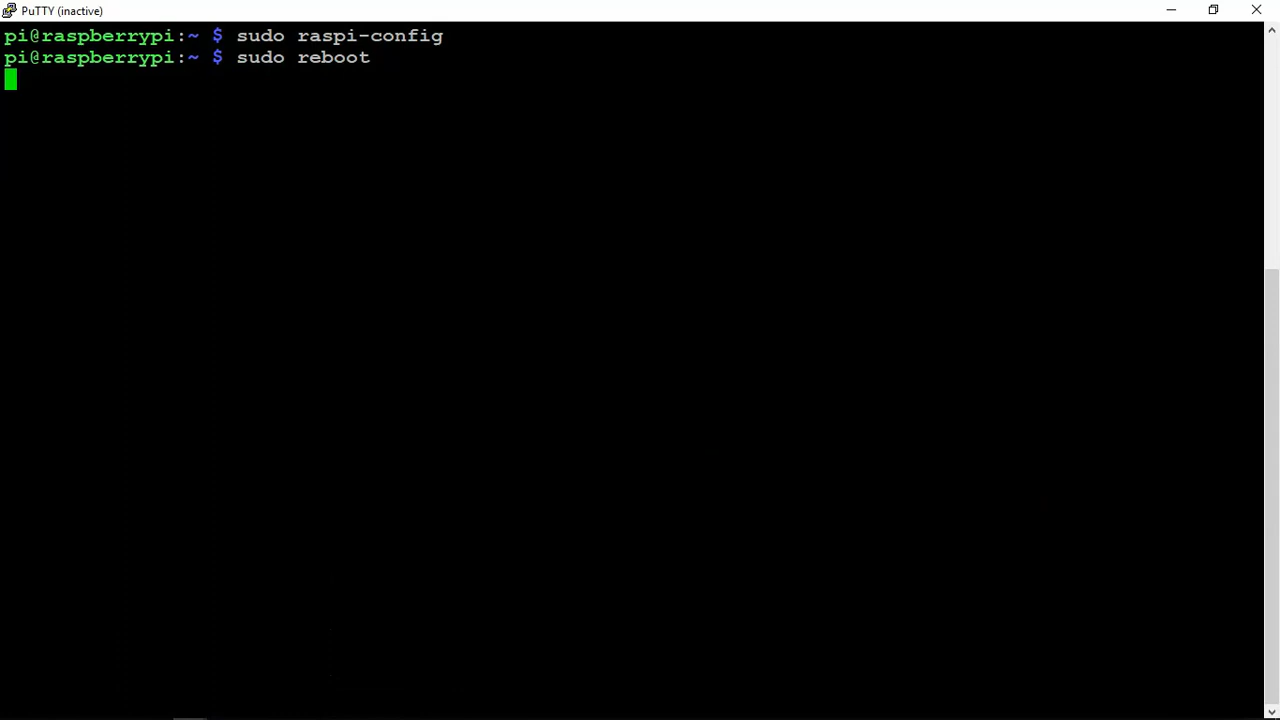 PuTTY (inactive)
pi@raspberrypi:~ $ sudo raspi-config
pi@raspberrypi:~ $ sudo reboot